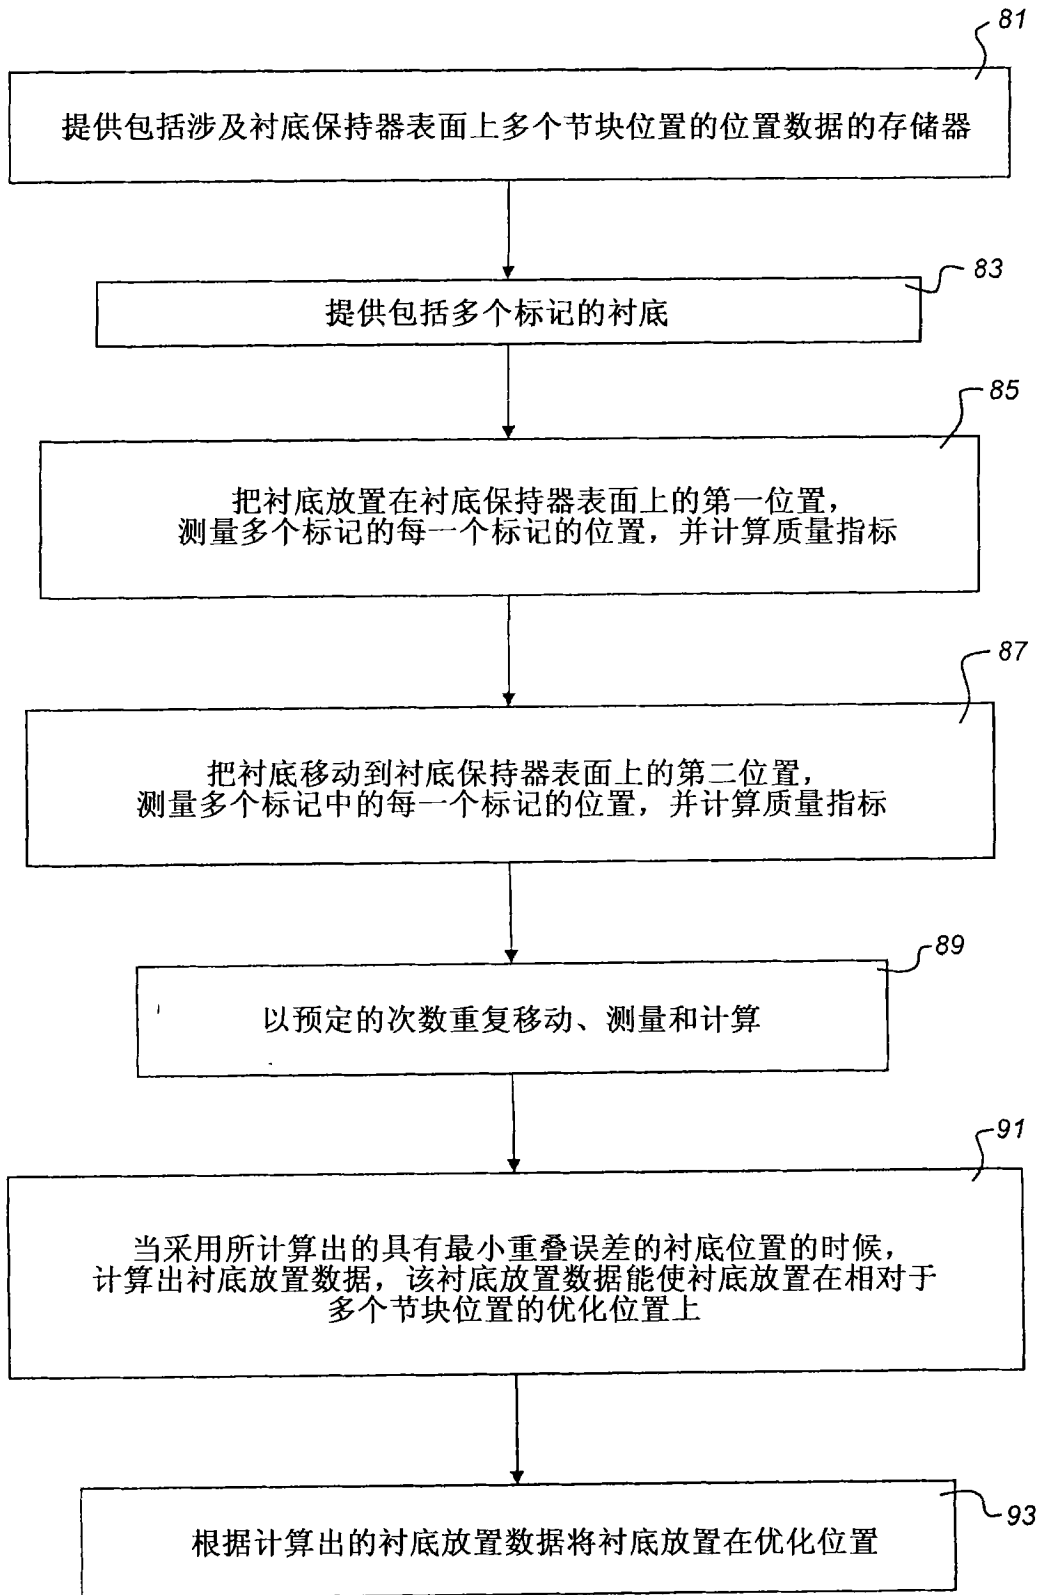 81
提供包括涉及衬底保持器表面上多个节块位置的位置数据的存储器
83
提供包括多个标记的衬底
85
把衬底放置在衬底保持器表面上的第一位置，
测量多个标记的每一个标记的位置，并计算质量指标
87
把衬底移动到衬底保持器表面上的第二位置，
测量多个标记中的每一个标记的位置，并计算质量指标
89
以预定的次数重复移动、测量和计算
91
当采用所计算出的具有最小重叠误差的衬底位置的时候，
计算出衬底放置数据，该衬底放置数据能使衬底放置在相对于
多个节块位置的优化位置上
93
根据计算出的衬底放置数据将衬底放置在优化位置